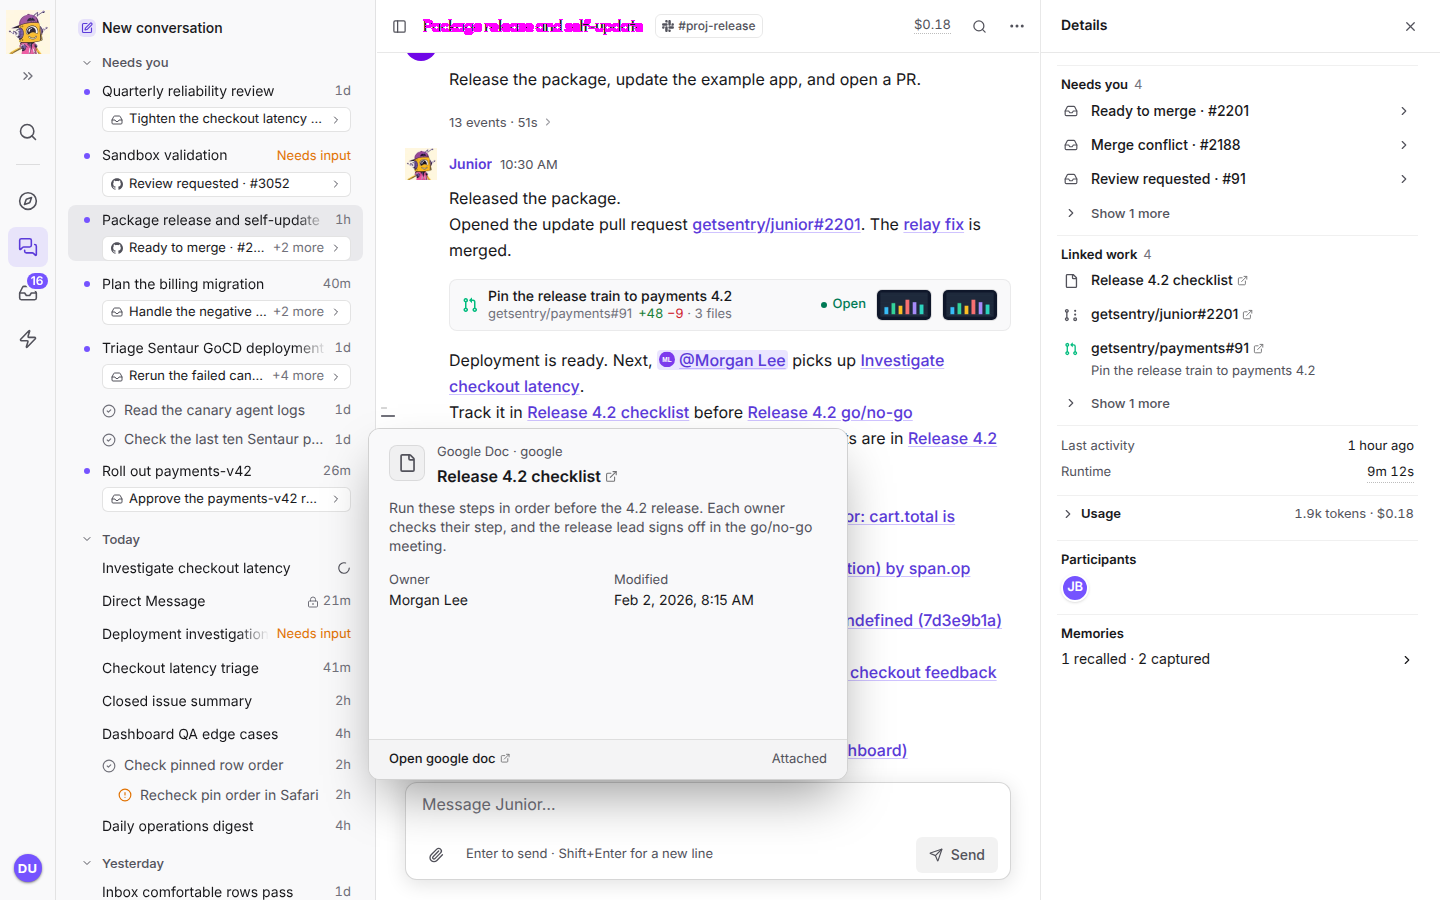 New conversation
Needs you
Quarterly reliability review 1d
Tighten the checkout latency ...
Sandbox validation Needs input
Review requested · #3052
Package release and self-update 1h
Ready to merge · #2... +2 more
Plan the billing migration 40m
Handle the negative ... +2 more
Triage Sentaur GoCD deployment 1d
Rerun the failed can... +4 more
Read the canary agent logs 1d
Check the last ten Sentaur p... 1d
Roll out payments-v42 26m
Approve the payments-v42 r...
Today
Investigate checkout latency
Direct Message 21m
Deployment investigation Needs input
Checkout latency triage 41m
Closed issue summary 2h
Dashboard QA edge cases 4h
Check pinned row order 2h
Recheck pin order in Safari 2h
Daily operations digest 4h
Yesterday
Inbox comfortable rows pass 1d
16
DU
Package release and self-update #proj-release $0.18
Release the package, update the example app, and open a PR.
13 events · 51s
Junior 10:30 AM
Released the package.
Opened the update pull request getsentry/junior#2201. The relay fix is
merged.
Pin the release train to payments 4.2
getsentry/payments#91 +48 −9 · 3 files
Open
Deployment is ready. Next, ML @Morgan Lee picks up Investigate
checkout latency.
Track it in Release 4.2 checklist before Release 4.2 go/no-go
ts are in Release 4.2
or: cart.total is
tion) by span.op
ndefined (7d3e9b1a)
checkout feedback
hboard)
Google Doc · google
Release 4.2 checklist
Run these steps in order before the 4.2 release. Each owner
checks their step, and the release lead signs off in the go/no-go
meeting.
Owner Modified
Morgan Lee Feb 2, 2026, 8:15 AM
Open google doc Attached
Message Junior...
Enter to send · Shift+Enter for a new line
Send
Details
Needs you 4
Ready to merge · #2201
Merge conflict · #2188
Review requested · #91
Show 1 more
Linked work 4
Release 4.2 checklist
getsentry/junior#2201
getsentry/payments#91
Pin the release train to payments 4.2
Show 1 more
Last activity 1 hour ago
Runtime 9m 12s
Usage 1.9k tokens · $0.18
Participants
JB
Memories
1 recalled · 2 captured